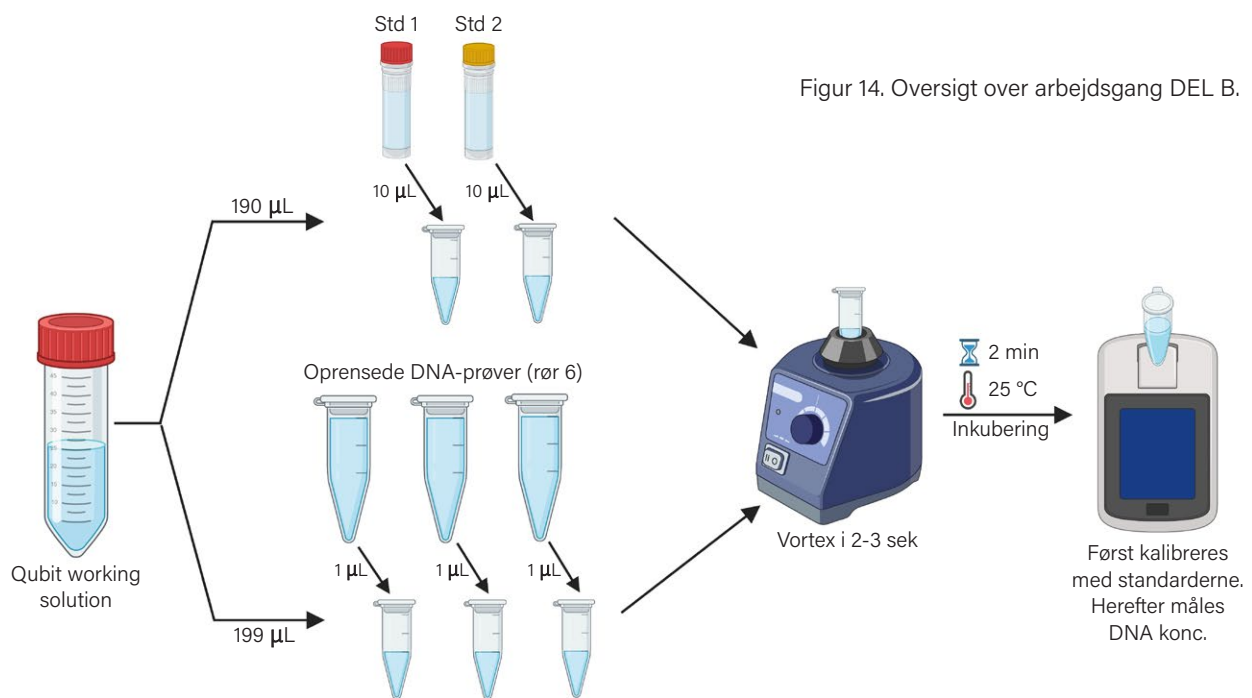 Std 1
Std 2
Figur 14. Oversigt over arbejdsgang DEL B.
10 µL
10 µL
190 µL
Oprensede DNA-prøver (rør 6)
2 min
25 °C
Inkubering
Vortex i 2-3 sek
Qubit working
solution
1 µL
1 µL
1 µL
199 µL
Først kalibreres
med standarderne.
Herefter måles
DNA konc.